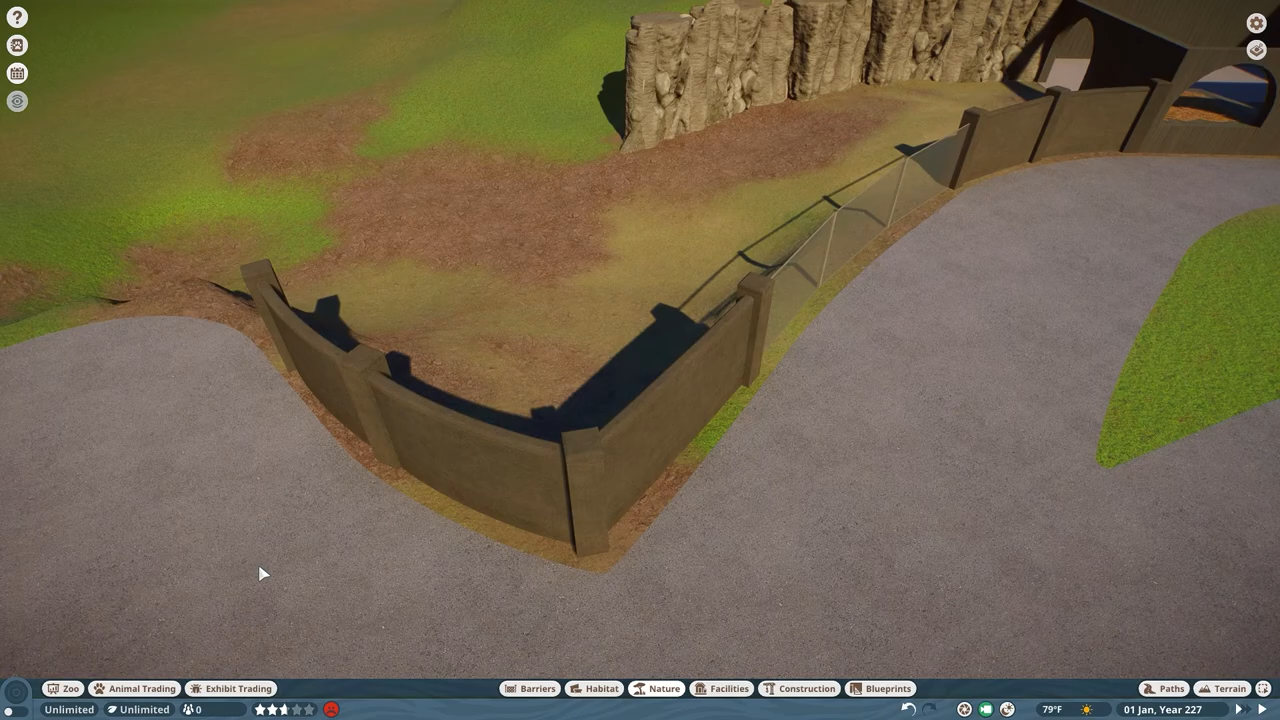 ?
Zoo Animal Trading Exhibit Trading Barriers Habitat Nature Facilities Construction Blueprints Paths Terrain
Unlimited Unlimited 0 79°F 01 Jan, Year 227